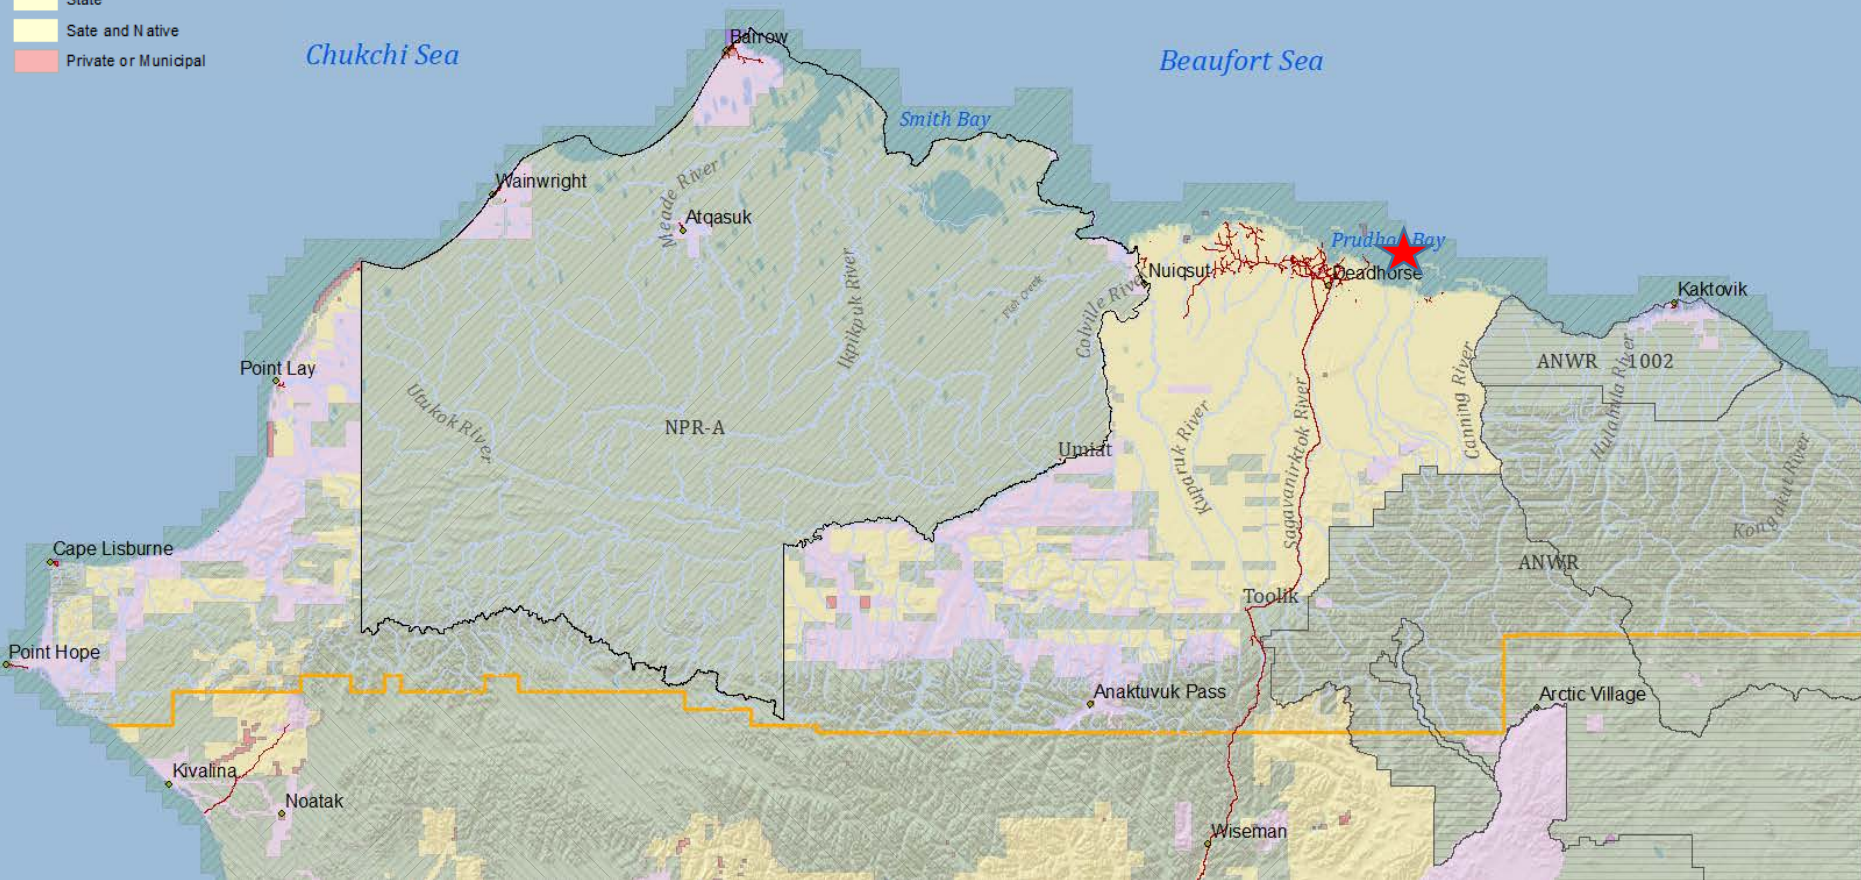 State
Sate and Native
Private or Municipal
Chukchi Sea
Beaufort Sea
Barrow
Smith Bay
Wainwright
Meade River
Atqasuk
Prudhoe Bay
Nuiqsut
Deadhorse
Ikpikpuk River
Fish Creek
Colville River
Kaktovik
Point Lay
ANWR 1002
Hulahula River
Canning River
Utukok River
NPR-A
Umiat
Kuparuk River
Sagavanirktok River
Kongakut River
Cape Lisburne
ANWR
Toolik
Point Hope
Anaktuvuk Pass
Arctic Village
Kivalina
Noatak
Wiseman